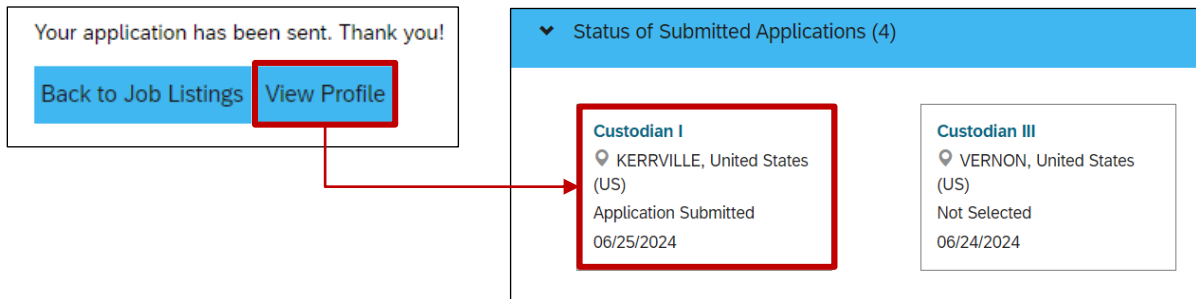 Your application has been sent. Thank you!
Back to Job Listings
View Profile
Status of Submitted Applications (4)
Custodian I
KERRVILLE, United States
(US)
Application Submitted
06/25/2024
Custodian III
VERNON, United States
(US)
Not Selected
06/24/2024